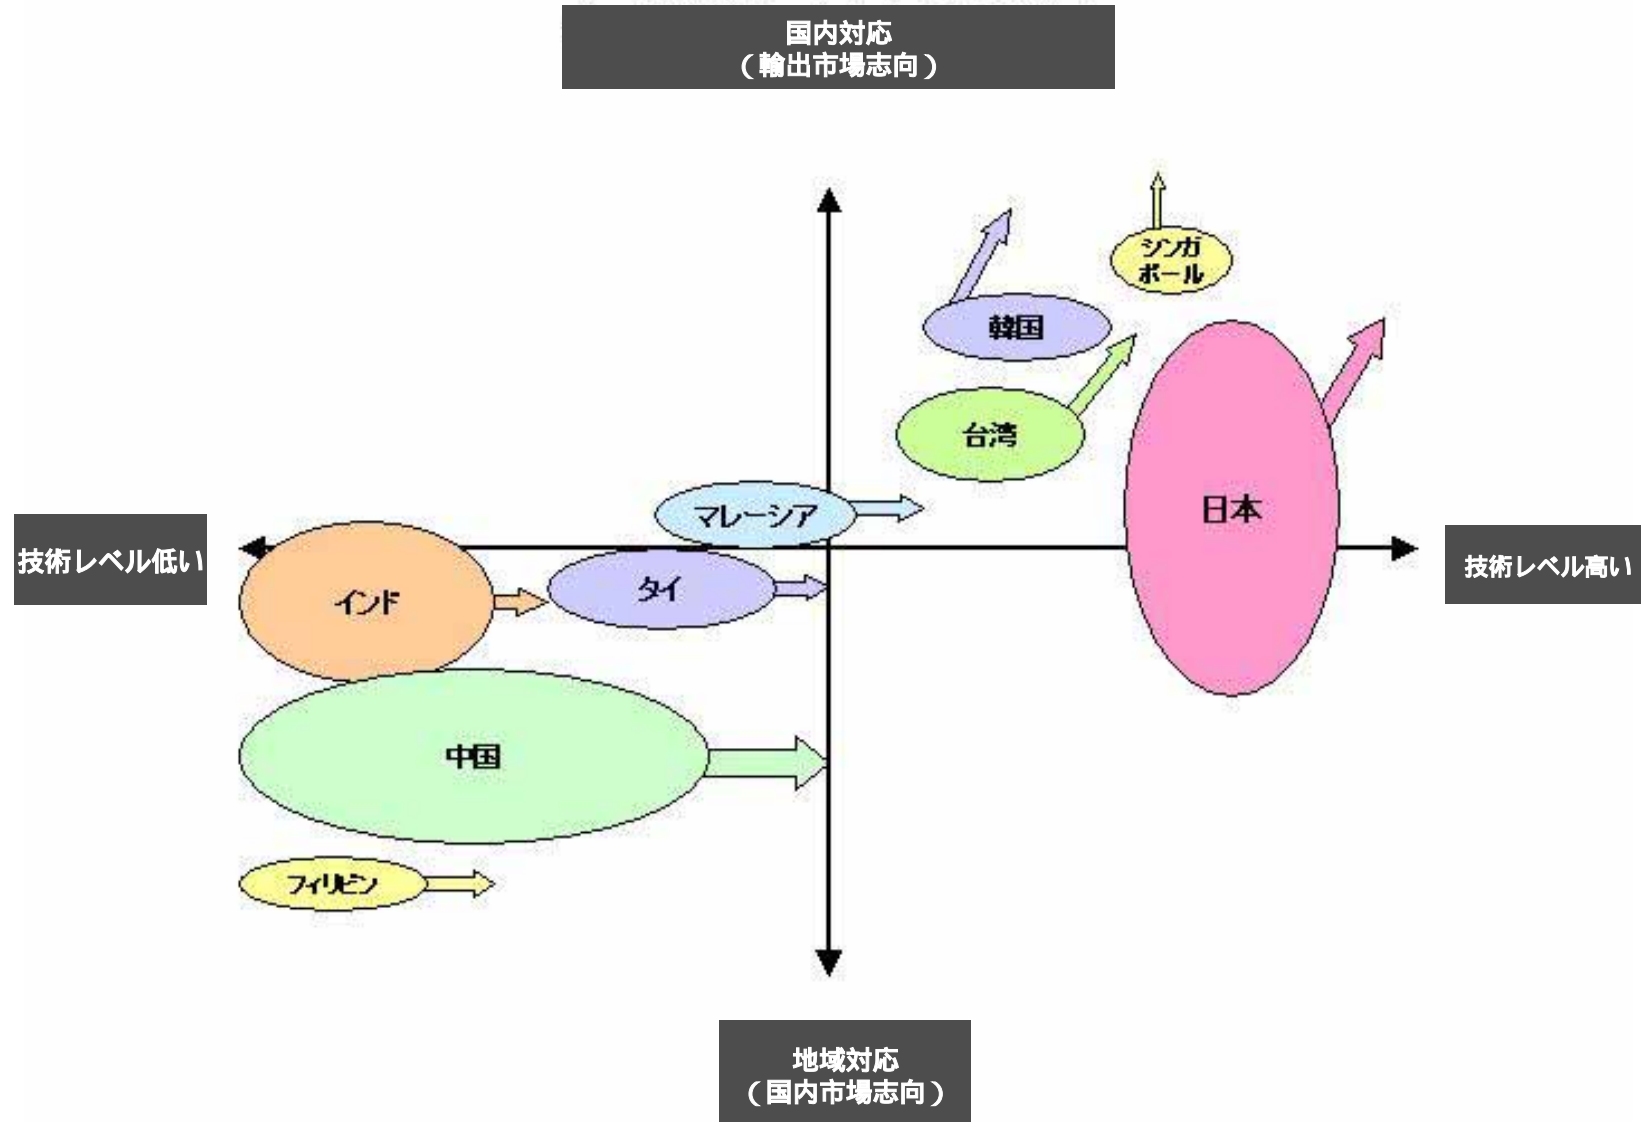 国内対応
（輸出市場志向）
シンガ
ポール
韓国
台湾
日本
マレーシア
技術レベル低い
技術レベル高い
インド
タイ
中国
フィリピン
地域対応
（国内市場志向）